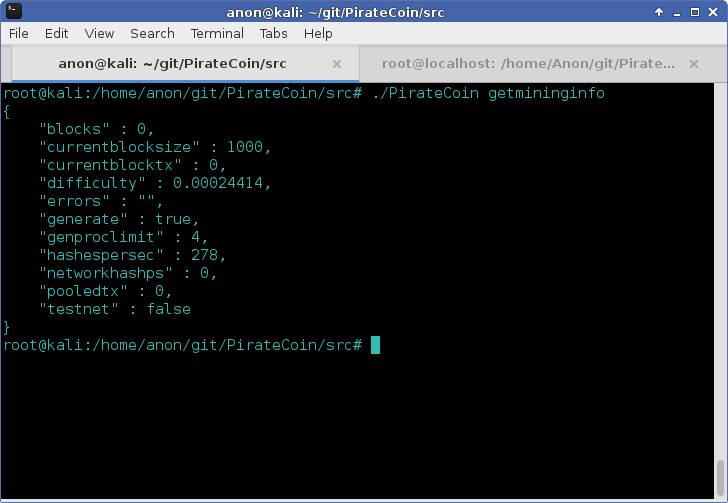 anon@kali: ~/git/PirateCoin/src
File Edit View Search Terminal Tabs Help
anon@kali: ~/git/PirateCoin/src × root@localhost: /home/Anon/git/Pirate... ×
root@kali:/home/anon/git/PirateCoin/src# ./PirateCoin getmininginfo
{
    "blocks" : 0,
    "currentblocksize" : 1000,
    "currentblocktx" : 0,
    "difficulty" : 0.00024414,
    "errors" : "",
    "generate" : true,
    "genproclimit" : 4,
    "hashespersec" : 278,
    "networkhashps" : 0,
    "pooledtx" : 0,
    "testnet" : false
}
root@kali:/home/anon/git/PirateCoin/src#